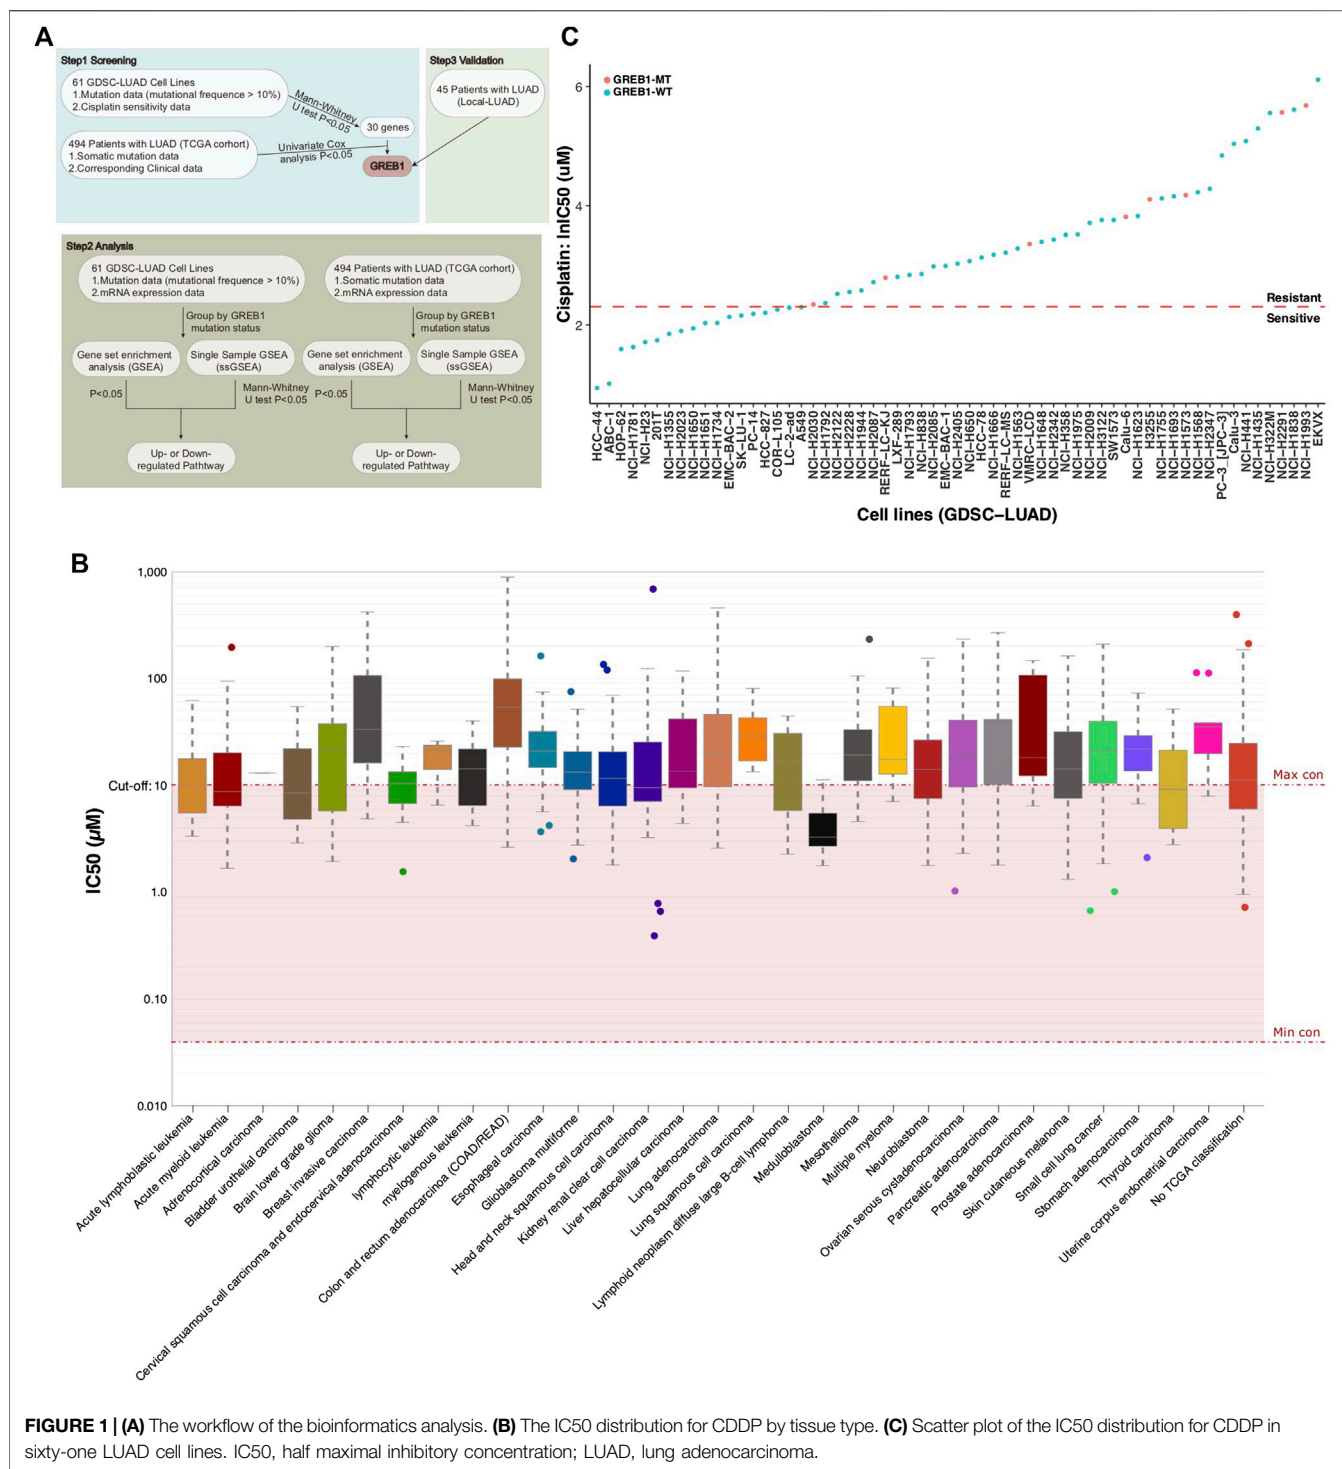 A
Step1 Screening
61 GDSC-LUAD Cell Lines
1.Mutation data (mutational frequense > 10%)
2.Cisplatin sensitivity data
Mann-Whitney
U test P<0.05
30 genes
494 Patients with LUAD (TCGA corhort)
1.Somatic mutation data
2.Corresponding Clinical data
Univariate Cox
analysis P<0.05
GREB1
Step3 Validation
45 Patients with LUAD
(Local-LUAD)
Step2 Analysis
61 GDSC-LUAD Cell Lines
1.Mutation data (mutational frequense > 10%)
2.mRNA expression data
Group by GREB1
mutation status
Gene set enrichment
analysis (GSEA)
Single Sample GSEA
(ssGSEA)
P<0.05
Mann-Whitney
U test P<0.05
Up- or Down-
regulated Pathway
494 Patients with LUAD (TCGA corhort)
1.Somatic mutation data
2.mRNA expression data
Group by GREB1
mutation status
Gene set enrichment
analysis (GSEA)
Single Sample GSEA
(ssGSEA)
P<0.05
Mann-Whitney
U test P<0.05
Up- or Down-
regulated Pathway
C
GREB1-MT
GREB1-WT
Cisplatin: lnIC50 (uM)
6
4
2
Resistant
Sensitive
HCC-44
ABC-1
HOP-62
NCI-H1781
NCI-H23
201T
NCI-H1355
NCI-H2023
NCI-H1650
NCI-H1651
NCI-H1734
EMC-BAC-2
SK-LU-1
PC-14
HCC-827
COR-L105
LC-2-ad
A549
NCI-H2030
NCI-H1792
NCI-H2122
NCI-H2228
NCI-H1944
NCI-H2087
RERF-LC-KJ
LXF-289
NCI-H1793
NCI-H838
NCI-H2085
EMC-BAC-1
NCI-H2405
NCI-H650
HCC-78
NCI-H1666
RERF-LC-MS
NCI-H1563
VMRC-LCD
NCI-H1648
NCI-H2342
NCI-H358
NCI-H1975
NCI-H2009
NCI-H3122
SW1573
Calu-6
NCI-H1623
H3255
NCI-H1755
NCI-H1693
NCI-H1573
NCI-H1568
NCI-H2347
PC-3_[JPC-3]
Calu-3
NCI-H441
NCI-H1435
NCI-H322M
NCI-H2291
NCI-H1838
NCI-H1993
EKVX
Cell lines (GDSC-LUAD)
B
IC50 (µM)
1,000
100
Cut-off: 10
1.0
0.10
0.010
Max con
Min con
Acute lymphoblastic leukemia
Acute myeloid leukemia
Adrenocortical carcinoma
Bladder urothelial carcinoma
Brain lower grade glioma
Breast invasive carcinoma
Cervical squamous cell carcinoma and endocervical adenocarcinoma
lymphocytic leukemia
myelogenous leukemia
Colon and rectum adenocarcinoma (COAD/READ)
Esophageal carcinoma
Glioblastoma multiforme
Head and neck squamous cell carcinoma
Kidney renal clear cell carcinoma
Liver hepatocellular carcinoma
Lung adenocarcinoma
Lung squamous cell carcinoma
Lymphoid neoplasm diffuse large B-cell lymphoma
Medulloblastoma
Mesothelioma
Multiple myeloma
Neuroblastoma
Ovarian serous cystadenocarcinoma
Pancreatic adenocarcinoma
Prostate adenocarcinoma
Skin cutaneous melanoma
Small cell lung cancer
Stomach adenocarcinoma
Thyroid carcinoma
Uterine corpus endometrial carcinoma
No TCGA classification
FIGURE 1 | (A) The workflow of the bioinformatics analysis. (B) The IC50 distribution for CDDP by tissue type. (C) Scatter plot of the IC50 distribution for CDDP in
sixty-one LUAD cell lines. IC50, half maximal inhibitory concentration; LUAD, lung adenocarcinoma.